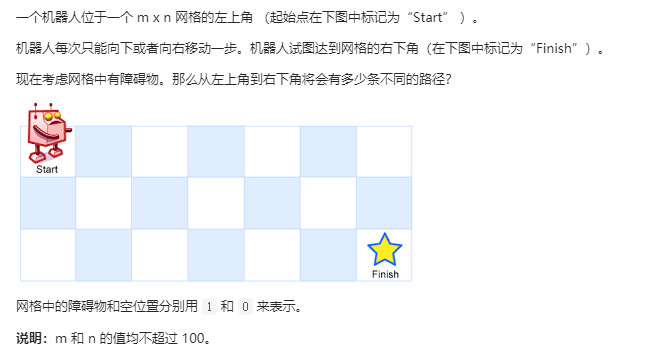 一个机器人位于一个 m x n 网格的左上角 （起始点在下图中标记为“Start” ）。
机器人每次只能向下或者向右移动一步。机器人试图达到网格的右下角（在下图中标记为“Finish”）。
现在考虑网格中有障碍物。那么从左上角到右下角将会有多少条不同的路径?
Start
Finish
网格中的障碍物和空位置分别用 1 和 0 来表示。
说明：m 和 n 的值均不超过 100。